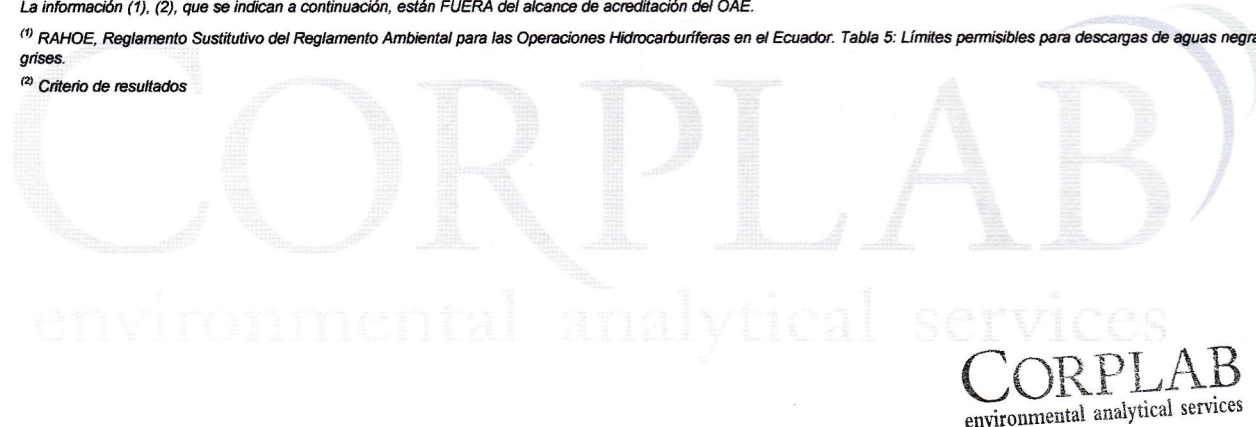 La información (1), (2), que se indican a continuación, están FUERA del alcance de acreditación del OAE.
(1) RAHOE, Reglamento Sustitutivo del Reglamento Ambiental para las Operaciones Hidrocarburíferas en el Ecuador. Tabla 5: Límites permisibles para descargas de aguas negra
grises.
(2) Criterio de resultados
CORPLAB
environmental analytical services
CORPLAB
environmental analytical services